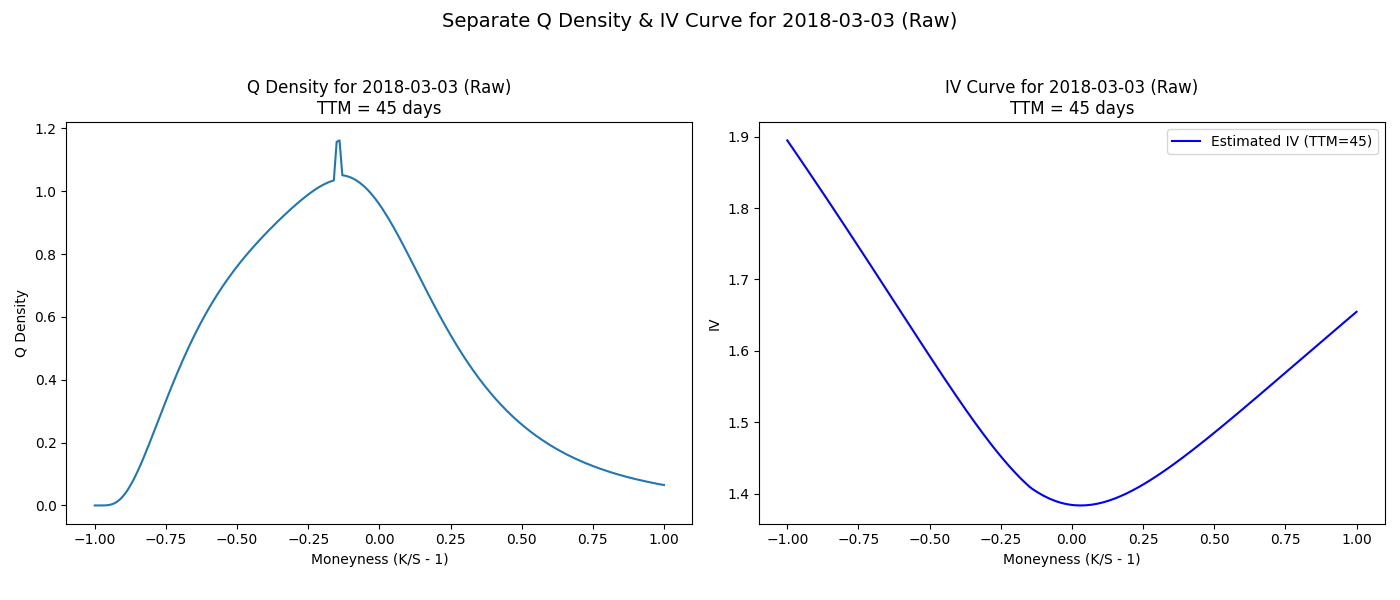 Separate Q Density & IV Curve for 2018-03-03 (Raw)
Q Density for 2018-03-03 (Raw)
TTM = 45 days
1.2
1.0
0.8
0.6
0.4
0.2
0.0
Q Density
−1.00 −0.75 −0.50 −0.25 0.00 0.25 0.50 0.75 1.00
Moneyness (K/S - 1)
IV Curve for 2018-03-03 (Raw)
TTM = 45 days
Estimated IV (TTM=45)
1.9
1.8
1.7
1.6
1.5
1.4
IV
−1.00 −0.75 −0.50 −0.25 0.00 0.25 0.50 0.75 1.00
Moneyness (K/S - 1)